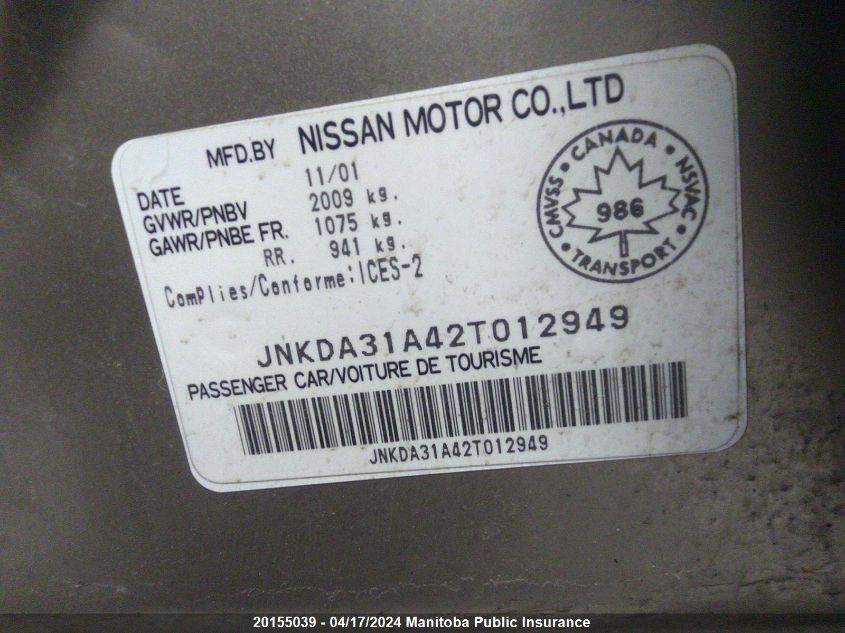 MFD.BY NISSAN MOTOR CO.,LTD
DATE 11/01
GVWR/PNBV 2009 kg.
GAWR/PNBE FR. 1075 kg.
RR. 941 kg.
ComPlies/Conforme:ICES-2
CMVSS • CANADA • NSVAC • TRANSPORT •
986
JNKDA31A42T012949
PASSENGER CAR/VOITURE DE TOURISME
JNKDA31A42T012949
20155039 - 04/17/2024 Manitoba Public Insurance